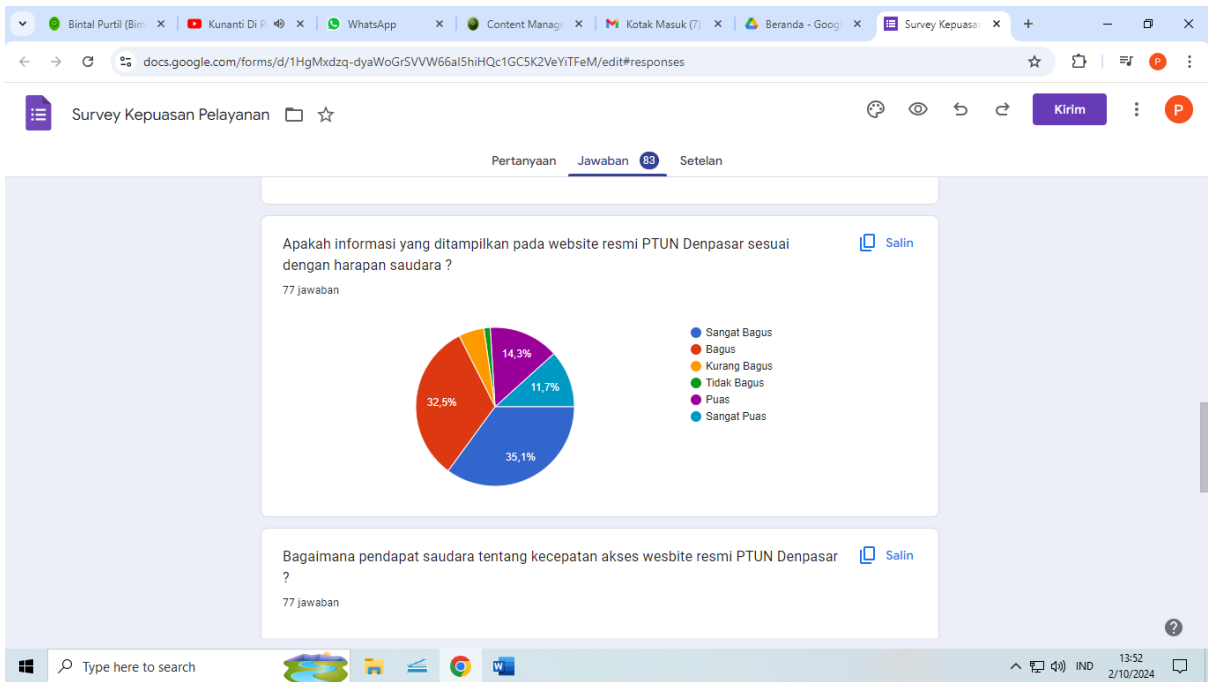 Bintal Purtil (Bim
Kunanti Di P
WhatsApp
Content Manage
Kotak Masuk (7)
Beranda - Goog
Survey Kepuasan
docs.google.com/forms/d/1HgMxdzq-dyaWoGrSVVW66al5hiHQc1GC5K2VeYiTFeM/edit#responses
P
Survey Kepuasan Pelayanan
Kirim
P
Pertanyaan
Jawaban 83
Setelan
Apakah informasi yang ditampilkan pada website resmi PTUN Denpasar sesuai
dengan harapan saudara ?
Salin
77 jawaban
14,3%
11,7%
32,5%
35,1%
Sangat Bagus
Bagus
Kurang Bagus
Tidak Bagus
Puas
Sangat Puas
Bagaimana pendapat saudara tentang kecepatan akses wesbite resmi PTUN Denpasar
?
Salin
77 jawaban
Type here to search
IND
13:52
2/10/2024